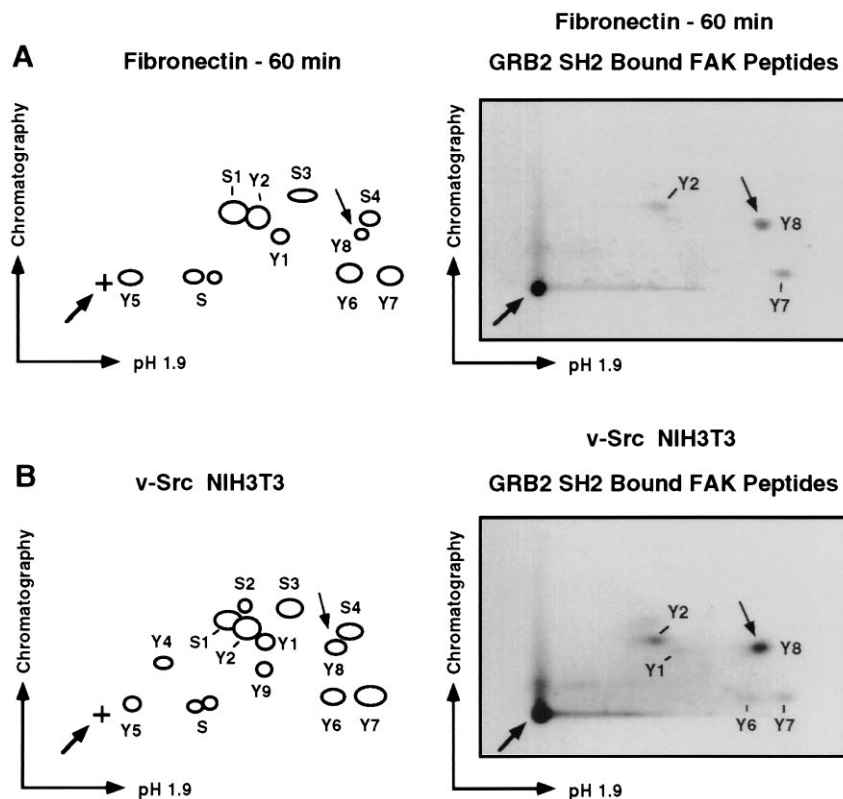 A
Fibronectin - 60 min
Chromatography
S1
Y2
S3
S4
Y8
Y1
Y5
S
Y6
Y7
pH 1.9
Fibronectin - 60 min
GRB2 SH2 Bound FAK Peptides
Chromatography
Y2
Y8
Y7
pH 1.9
B
v-Src NIH3T3
Chromatography
S2
S3
S4
Y4
S1
Y2
Y1
Y8
Y9
Y5
S
Y6
Y7
pH 1.9
v-Src NIH3T3
GRB2 SH2 Bound FAK Peptides
Chromatography
Y2
Y1
Y8
Y6
Y7
pH 1.9